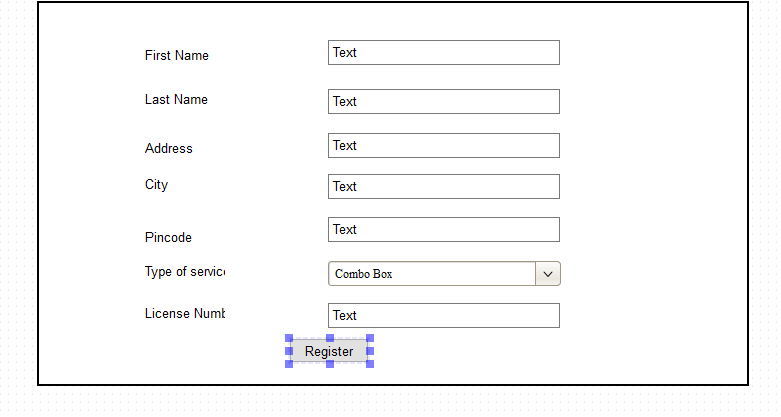 First Name Text
Last Name Text
Address Text
City Text
Pincode Text
Type of servic Combo Box
License Numb Text
Register